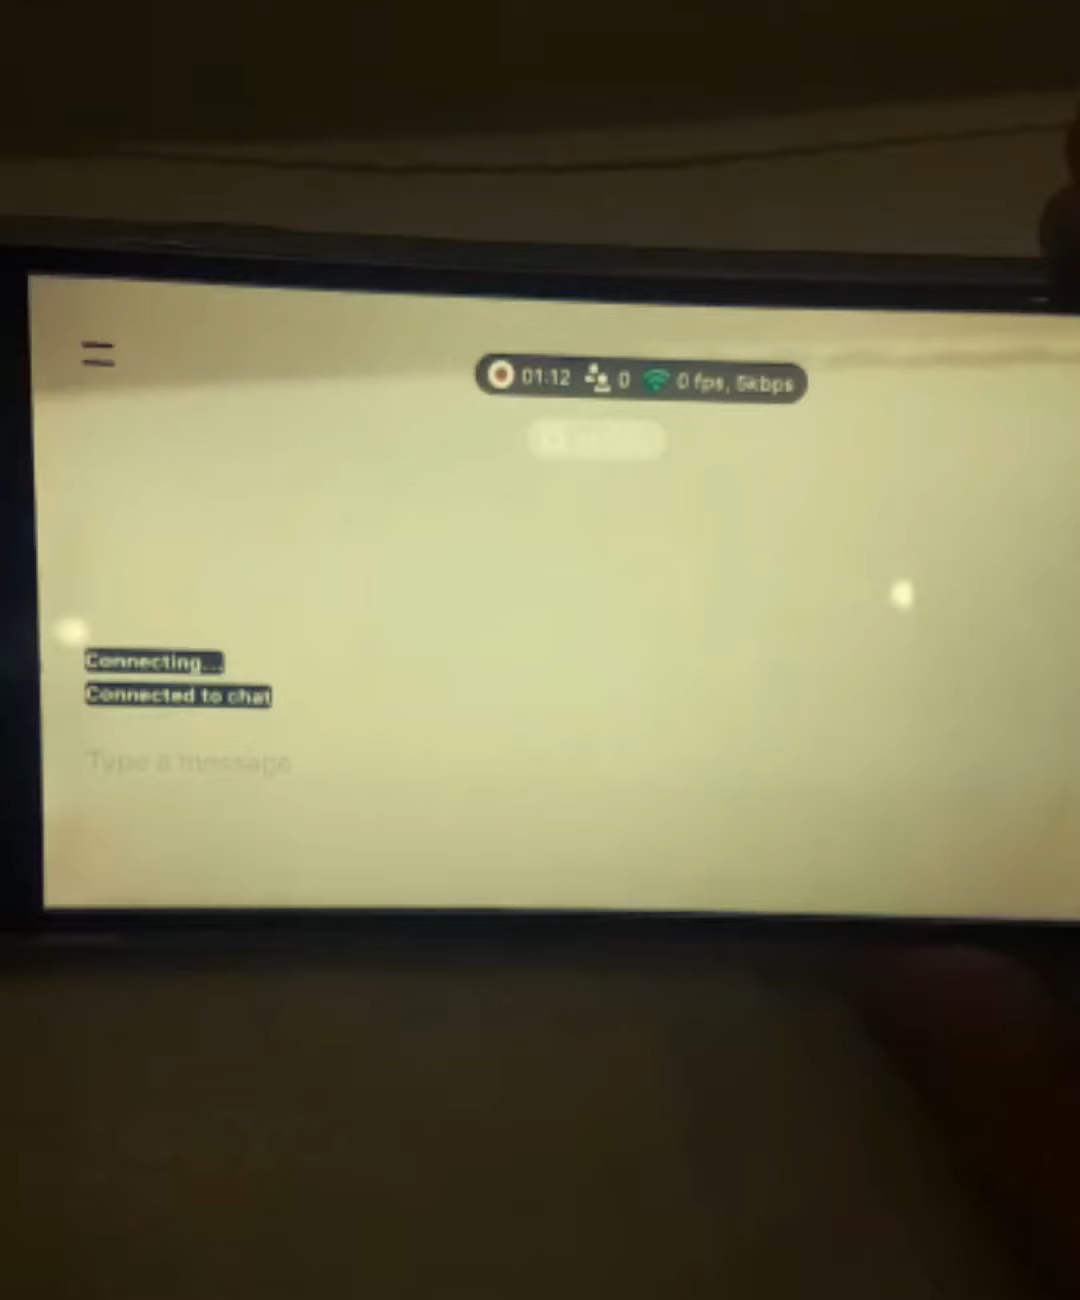 01:12 0 0 fps, 5kbps
Connecting...
Connected to chat
Type a message